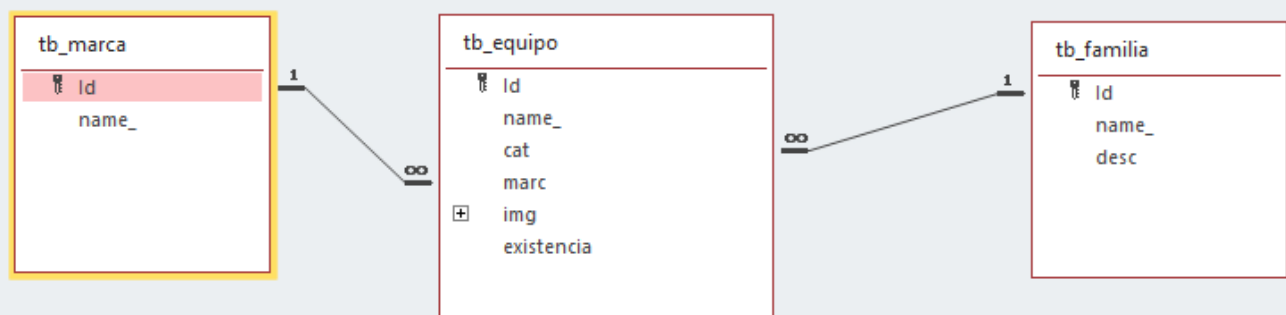 tb_marca
Id
name_
1
∞
tb_equipo
Id
name_
cat
marc
img
existencia
∞
1
tb_familia
Id
name_
desc